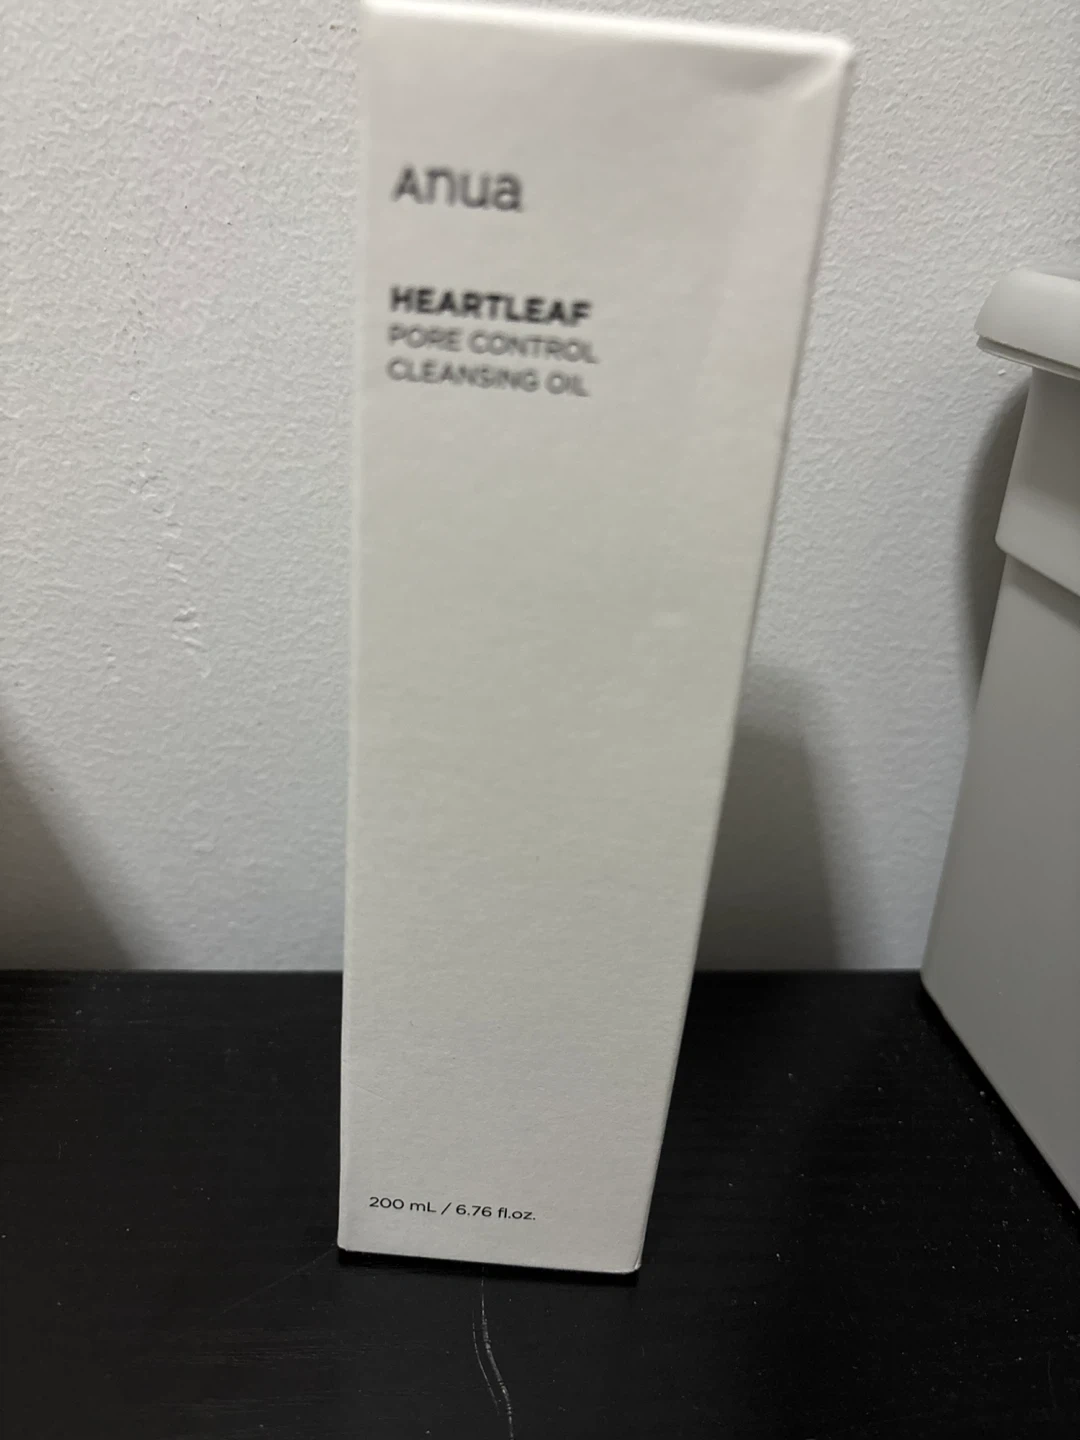 Anua
HEARTLEAF
PORE CONTROL
CLEANSING OIL
200 mL / 6.76 fl.oz.